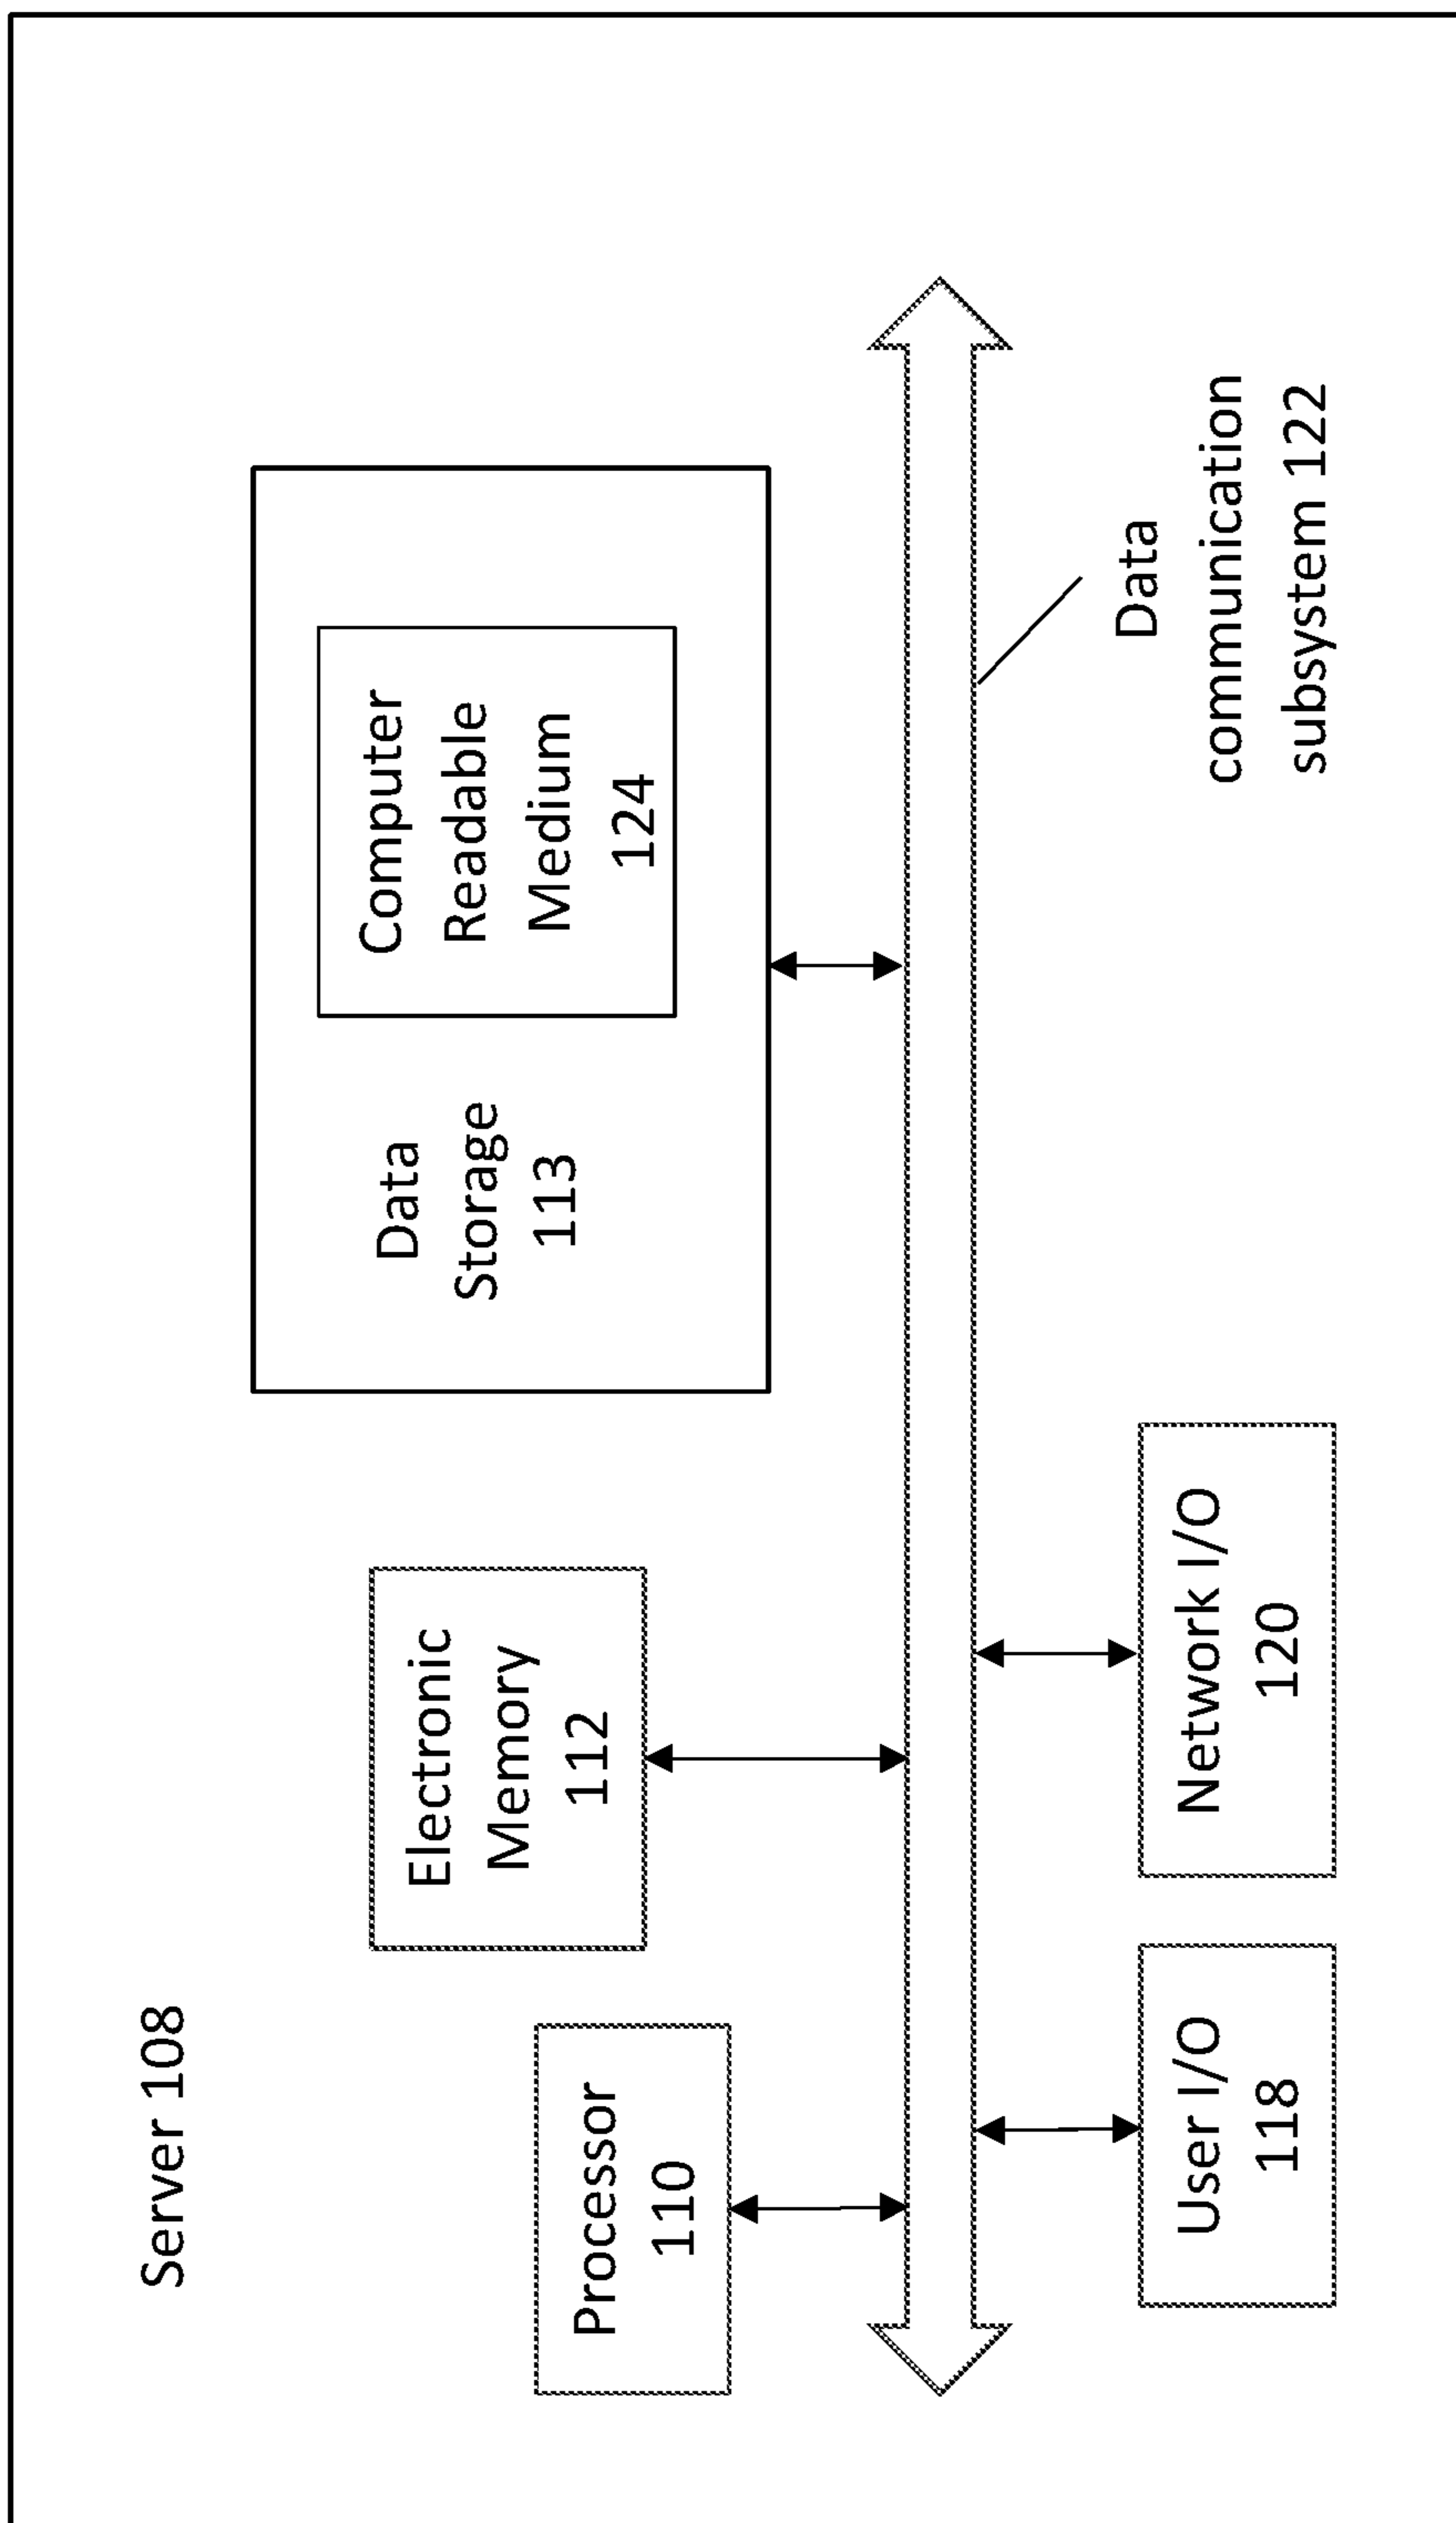 Server 108
Processor
110
Electronic
Memory
112
Data
Storage
113
Computer
Readable
Medium
124
User I/O
118
Network I/O
120
Data
communication
subsystem 122